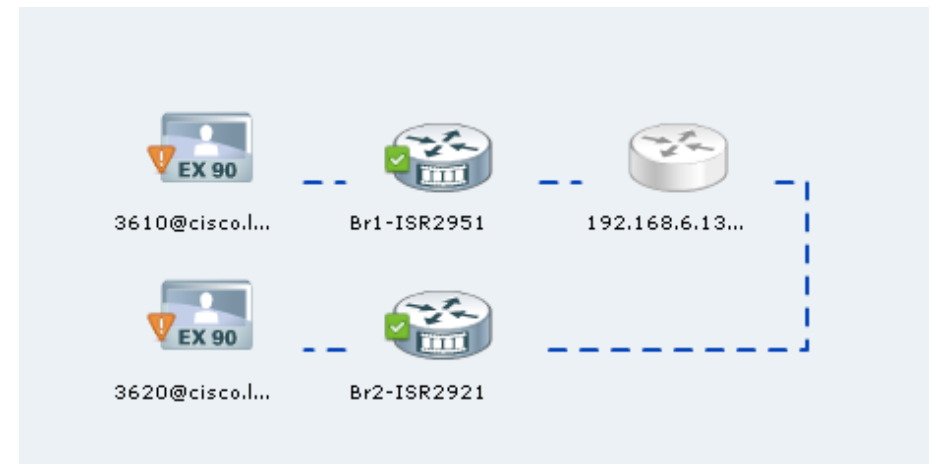 EX 90
3610@cisco.l...
Br1-ISR2951
192.168.6.13...
EX 90
3620@cisco.l...
Br2-ISR2921